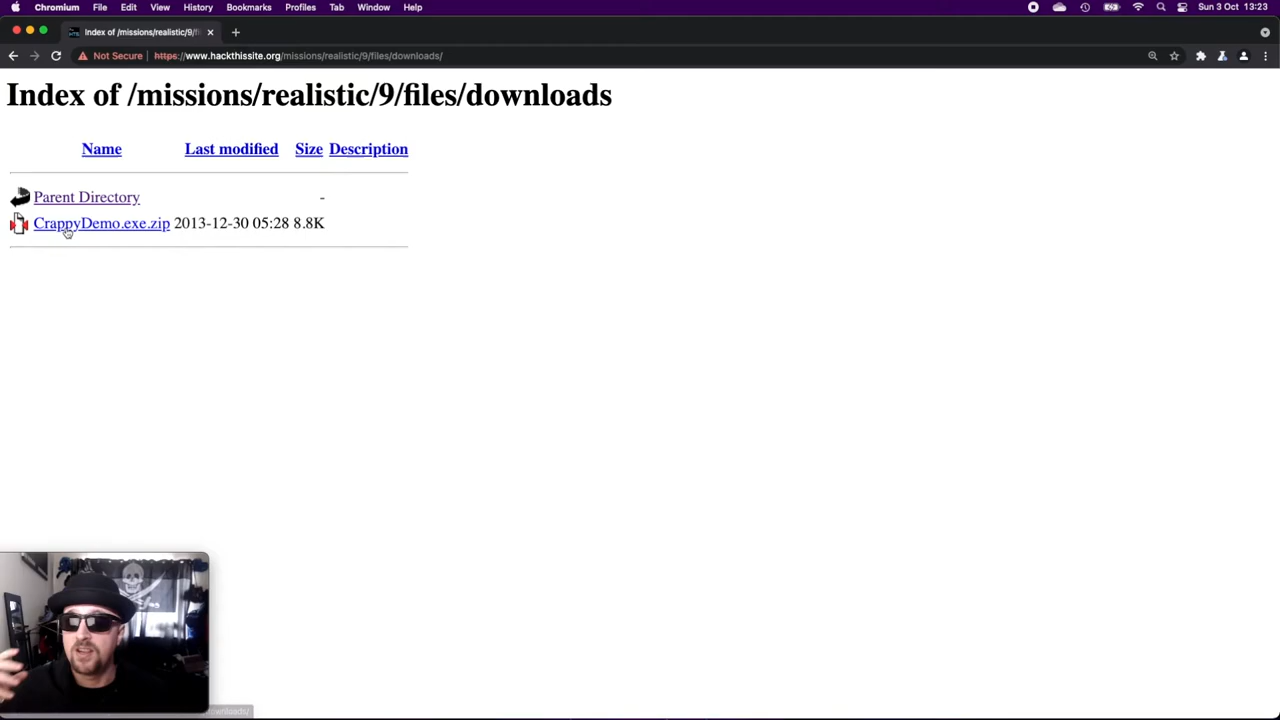 Chromium File Edit View History Bookmarks Profiles Tab Window Help Sun 3 Oct 13:23
Index of /missions/realistic/9/fi
Not Secure https://www.hackthissite.org/missions/realistic/9/files/downloads/
Index of /missions/realistic/9/files/downloads
Name Last modified Size Description
Parent Directory -
CrappyDemo.exe.zip 2013-12-30 05:28 8.8K
downloads/